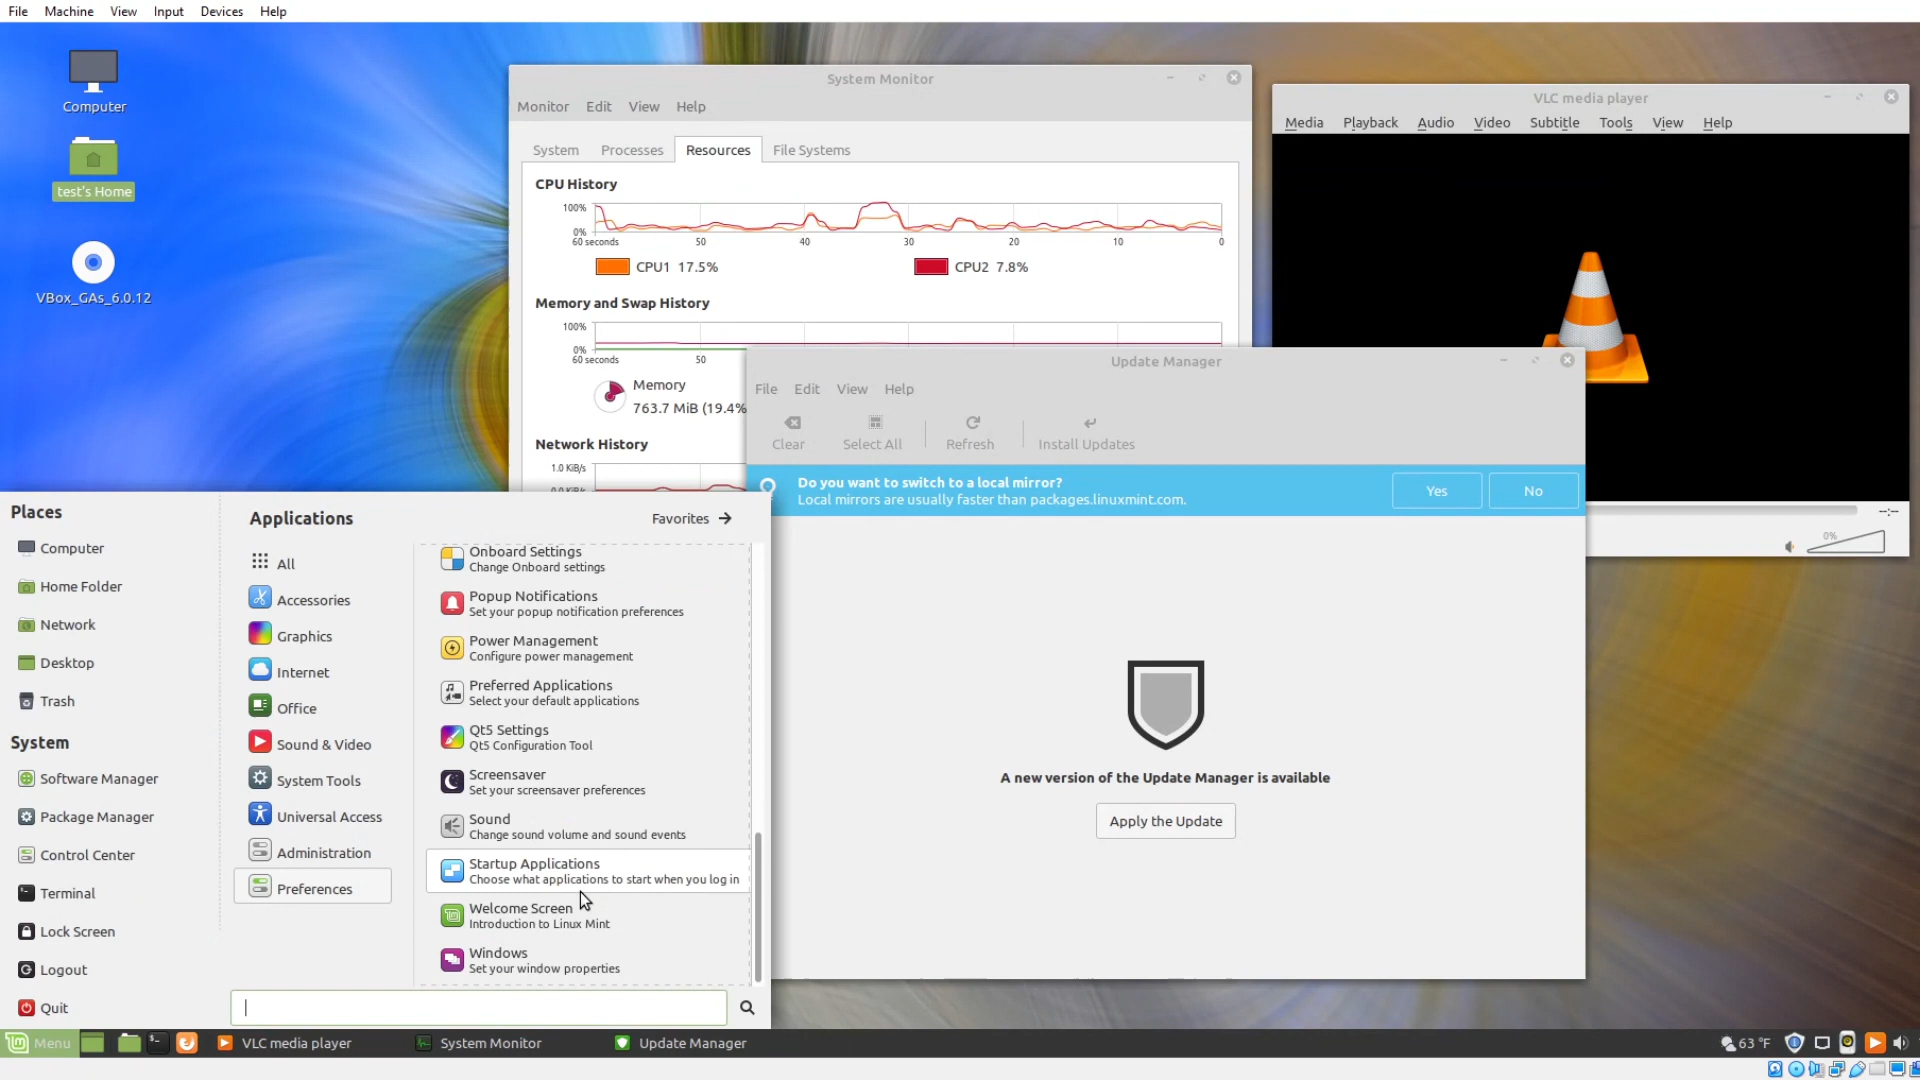 File Machine View Input Devices Help
Computer
test's Home
VBox_GAs_6.0.12
System Monitor
Monitor Edit View Help
System Processes Resources File Systems
CPU History
100%
0%
60 seconds 50 40 30 20 10 0
CPU1 17.5% CPU2 7.8%
Memory and Swap History
100%
0%
60 seconds 50
Memory
763.7 MiB (19.4%
Network History
1.0 KiB/s
VLC media player
Media Playback Audio Video Subtitle Tools View Help
--:--
0%
Update Manager
File Edit View Help
Clear Select All Refresh Install Updates
Do you want to switch to a local mirror?
Local mirrors are usually faster than packages.linuxmint.com.
Yes No
A new version of the Update Manager is available
Apply the Update
Places
Computer
Home Folder
Network
Desktop
Trash
System
Software Manager
Package Manager
Control Center
Terminal
Lock Screen
Logout
Quit
Applications
Favorites
All
Accessories
Graphics
Internet
Office
Sound & Video
System Tools
Universal Access
Administration
Preferences
Onboard Settings
Change Onboard settings
Popup Notifications
Set your popup notification preferences
Power Management
Configure power management
Preferred Applications
Select your default applications
Qt5 Settings
Qt5 Configuration Tool
Screensaver
Set your screensaver preferences
Sound
Change sound volume and sound events
Startup Applications
Choose what applications to start when you log in
Welcome Screen
Introduction to Linux Mint
Windows
Set your window properties
Menu VLC media player System Monitor Update Manager 63 °F